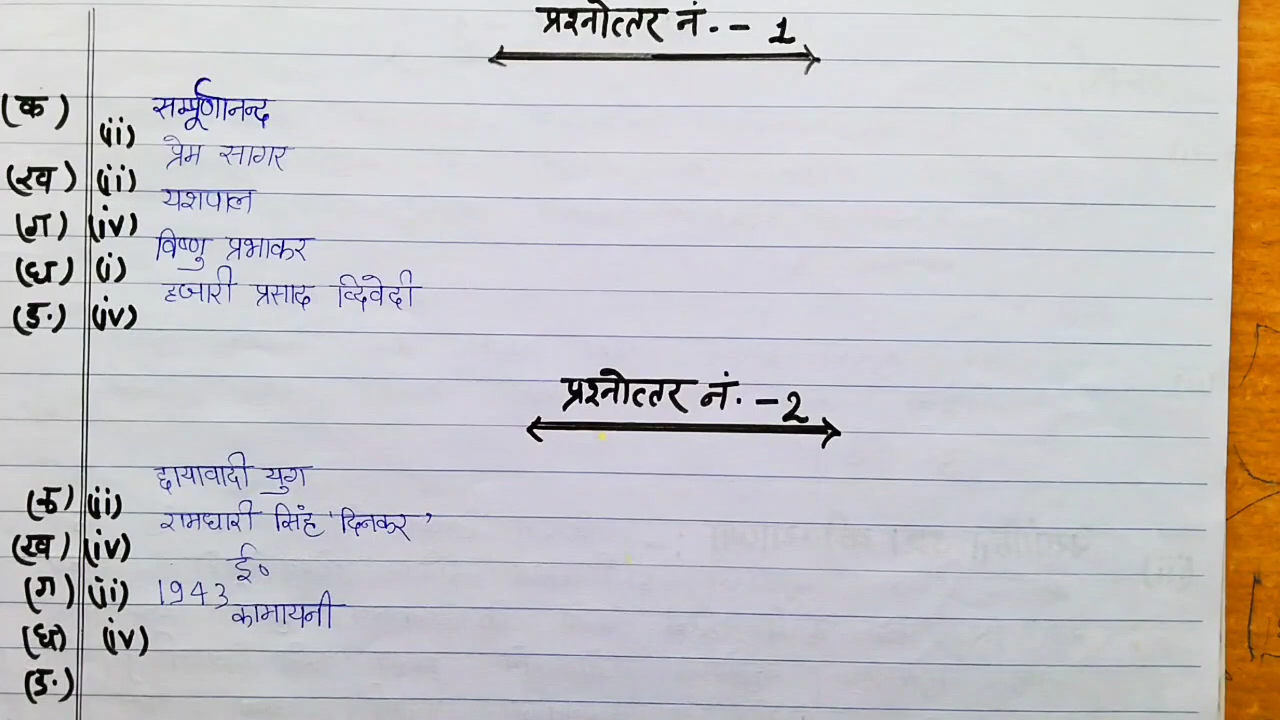 प्रश्नोत्तर नं. - 1
(क) (ii) सर्म्पूणानन्द
(ख) (ii) प्रेम सागर
(ग) (iv) यशपाल
(घ) (i) विष्णु प्रभाकर
(ङ) (iv) हजारी प्रसाद द्विवेदी
प्रश्नोत्तर नं. - 2
(क) (ii) छायावादी युग
(ख) (iv) रामधारी सिंह 'दिनकर'
(ग) (ii) 1943 ई०
(घ) (iv) कामायनी
(ङ)